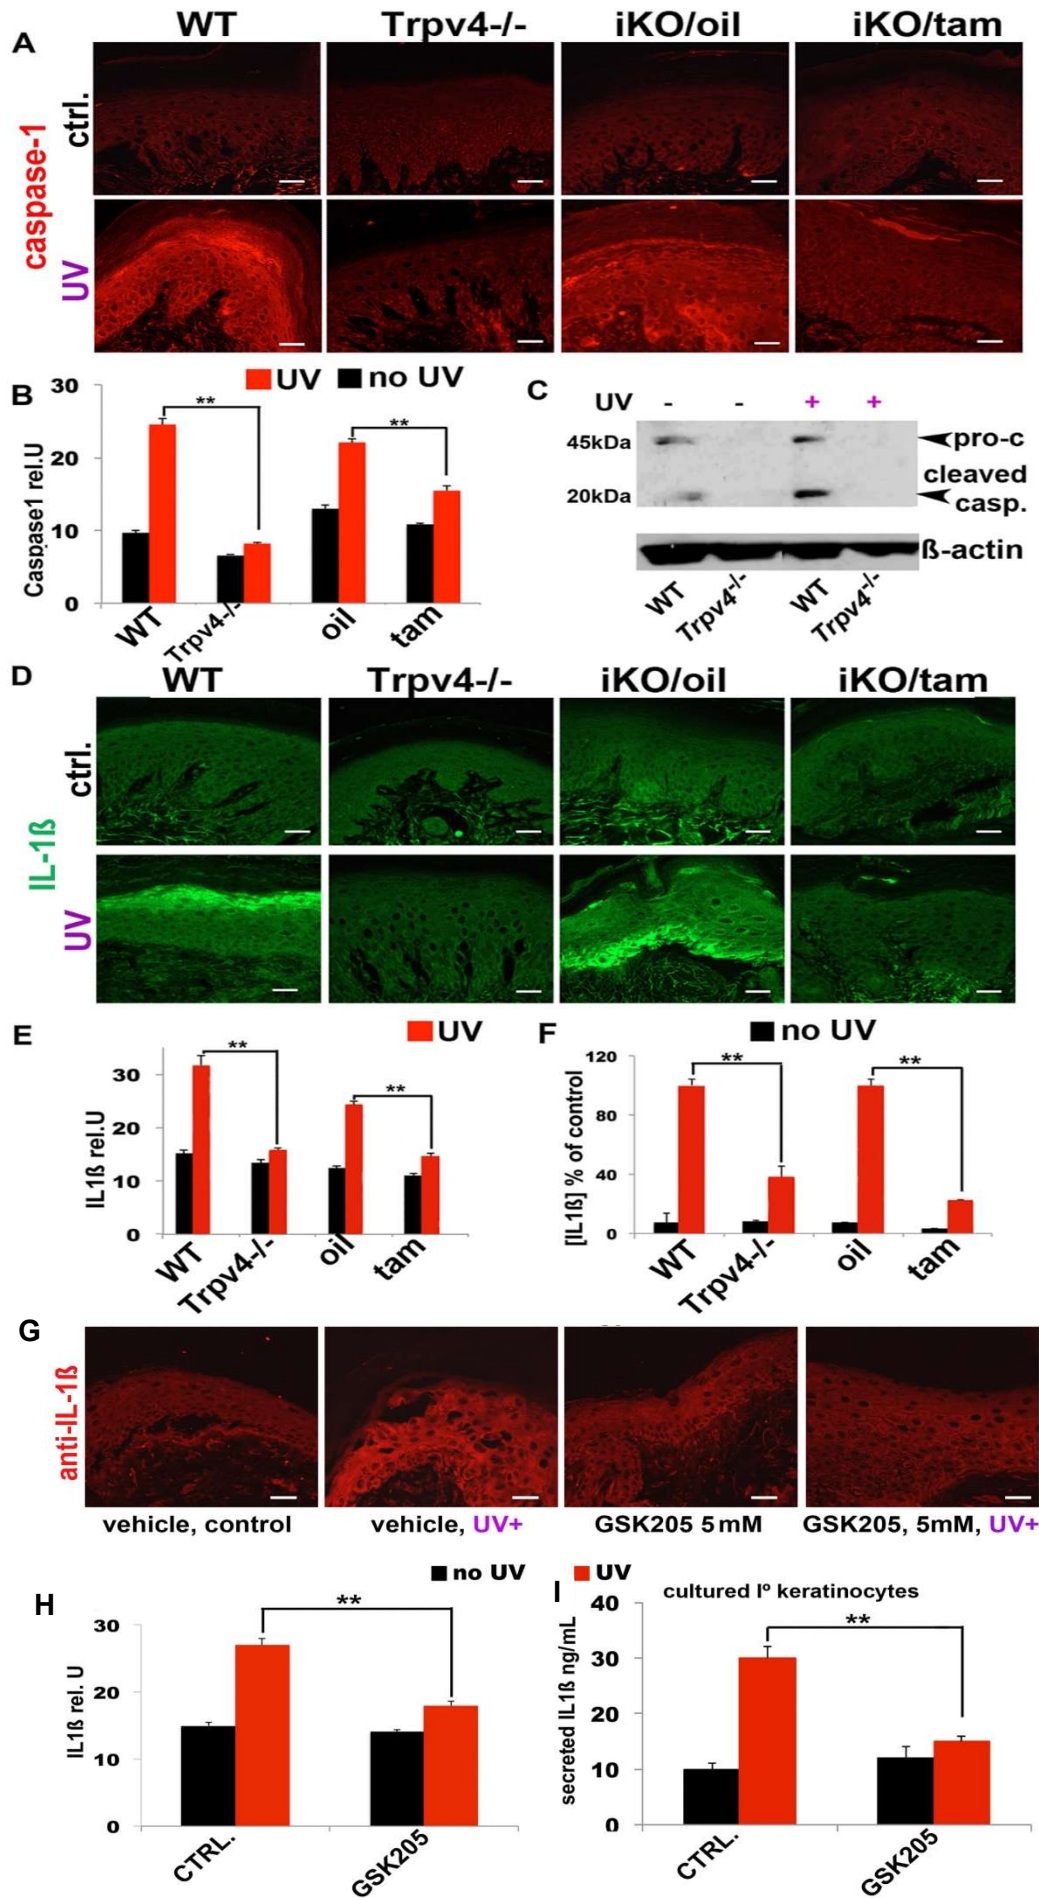 A
WT Trpv4-/- iKO/oil iKO/tam
caspase-1
ctrl.
UV
B
UV no UV
Caspase1 rel.U
30
20
10
0
**
**
WT Trpv4-/- oil tam
C
UV - - + +
45kDa
pro-c
cleaved
20kDa
casp.
ß-actin
WT Trpv4-/- WT Trpv4-/-
D
WT Trpv4-/- iKO/oil iKO/tam
IL-1ß
ctrl.
UV
E
UV
IL1ß rel.U
30
20
10
0
**
**
WT Trpv4-/- oil tam
F
no UV
[IL1ß] % of control
120
80
40
0
**
**
WT Trpv4-/- oil tam
G
anti-IL-1ß
vehicle, control vehicle, UV+ GSK205 5mM GSK205, 5mM, UV+
no UV UV
H
IL1ß rel. U
30
20
10
0
**
CTRL. GSK205
I
cultured Iº keratinocytes
secreted IL1ß ng/mL
40
30
20
10
0
**
CTRL. GSK205